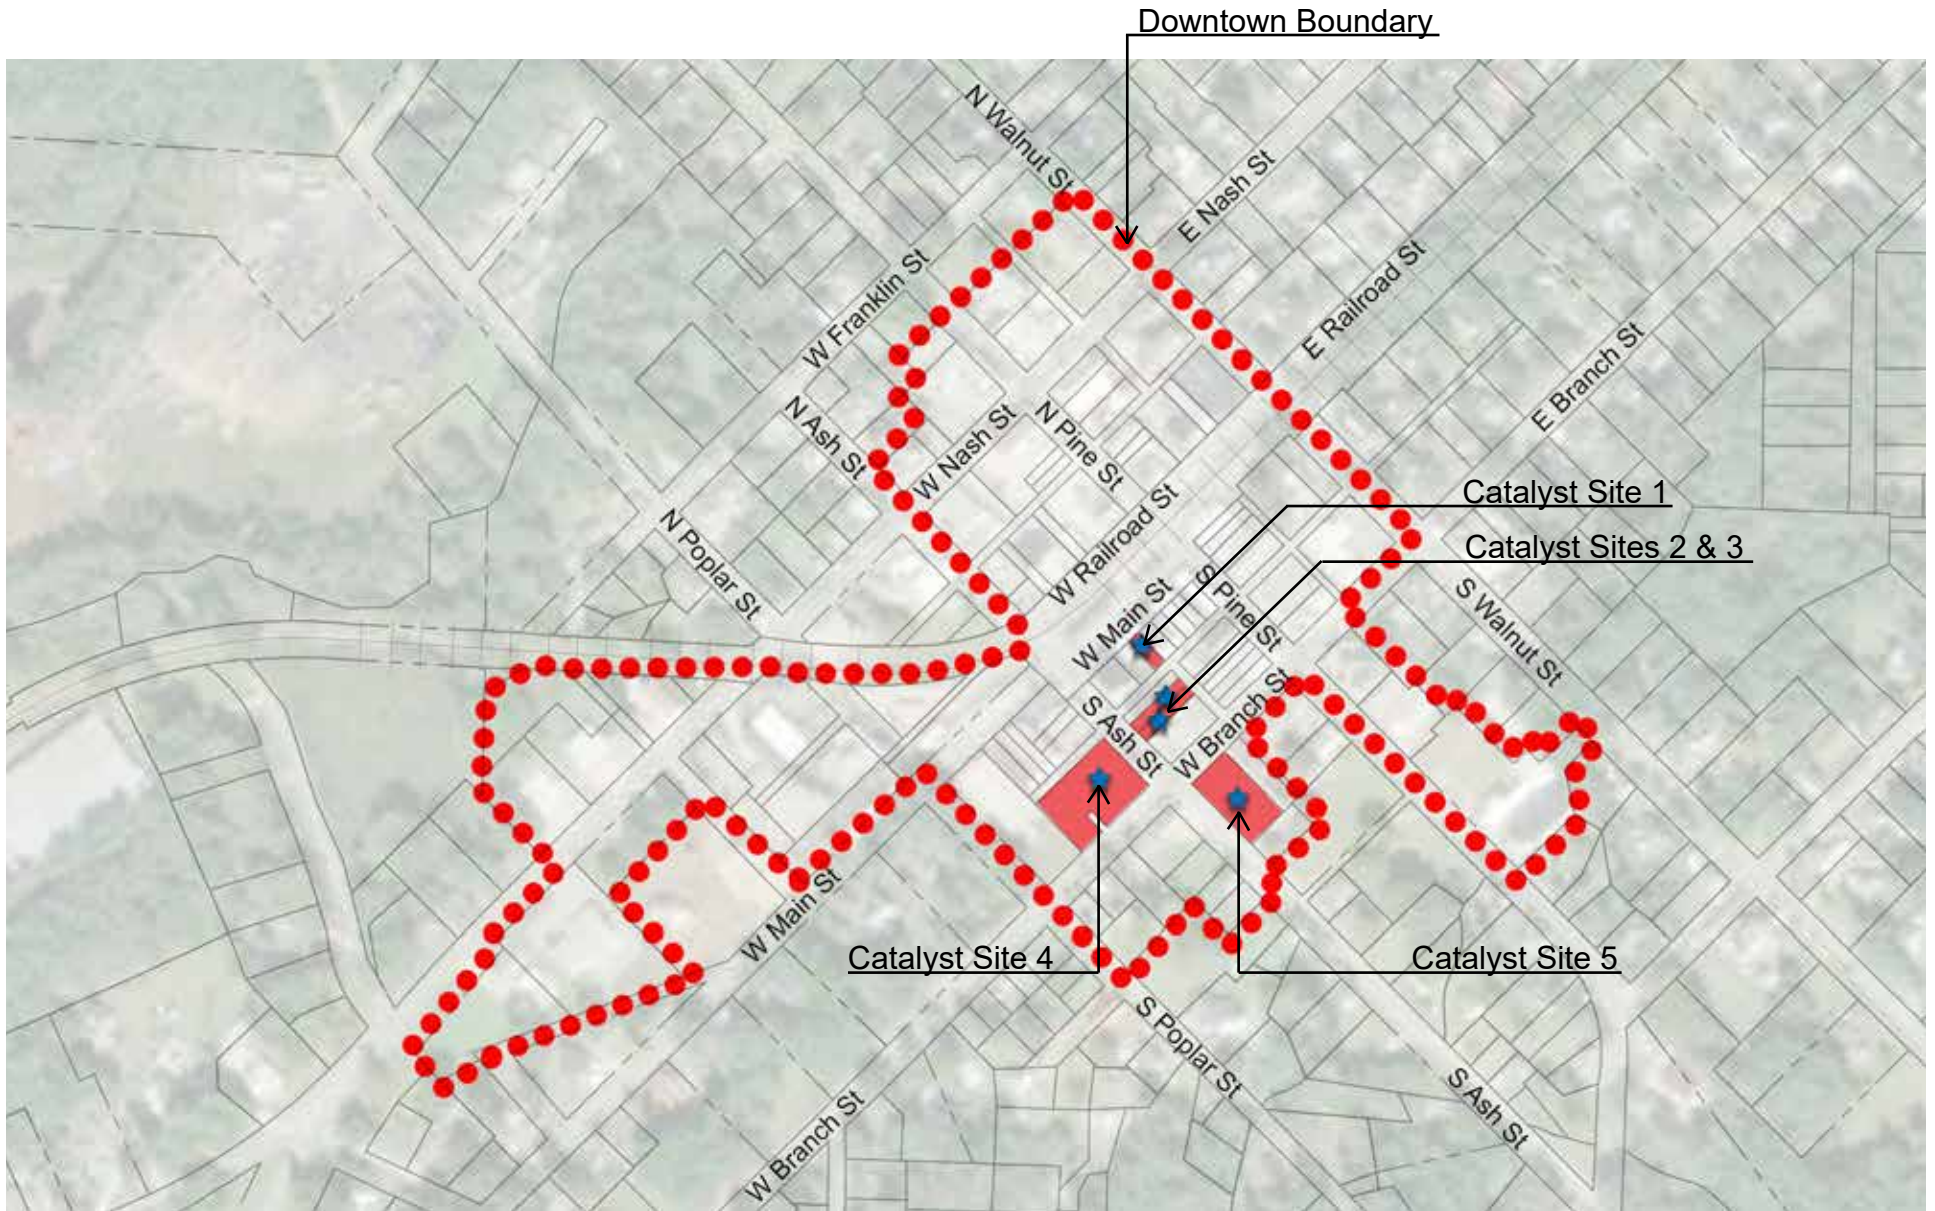 Downtown Boundary
N Walnut St
E Nash St
W Franklin St
E Railroad St
E Branch St
N Ash St
W Nash St
N Pine St
Catalyst Site 1
W Railroad St
N Poplar St
Catalyst Sites 2 & 3
W Main St
S Pine St
S Walnut St
S Ash St
W Branch St
W Main St
Catalyst Site 4
Catalyst Site 5
S Poplar St
S Ash St
W Branch St